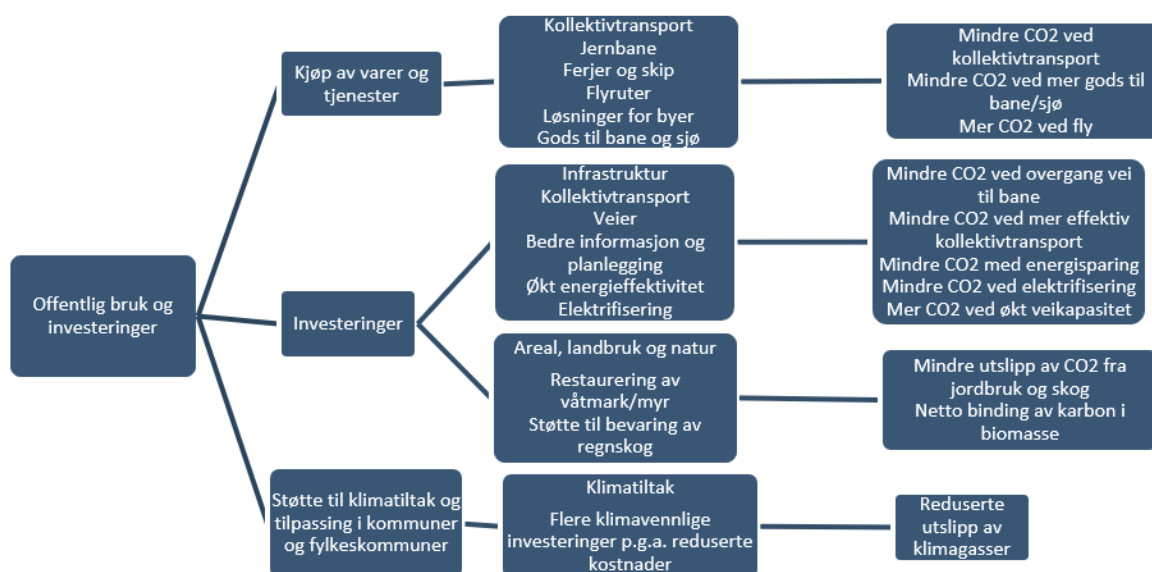 Offentlig bruk og
investeringer
Kjøp av varer og
tjenester
Kollektivtransport
Jernbane
Ferjer og skip
Flyruter
Løsninger for byer
Gods til bane og sjø
Mindre CO2 ved
kollektivtransport
Mindre CO2 ved mer gods til
bane/sjø
Mer CO2 ved fly
Investeringer
Infrastruktur
Kollektivtransport
Veier
Bedre informasjon og
planlegging
Økt energieffektivitet
Elektrifisering
Mindre CO2 ved overgang vei
til bane
Mindre CO2 ved mer effektiv
kollektivtransport
Mindre CO2 med energisparing
Mindre CO2 ved elektrifisering
Mer CO2 ved økt veikapasitet
Areal, landbruk og natur
Restaurering av
våtmark/myr
Støtte til bevaring av
regnskog
Mindre utslipp av CO2 fra
jordbruk og skog
Netto binding av karbon i
biomasse
Støtte til klimatiltak og
tilpassing i kommuner
og fylkeskommuner
Klimatiltak
Flere klimavennlige
investeringer p.g.a. reduserte
kostnader
Reduserte
utslipp av
klimagasser